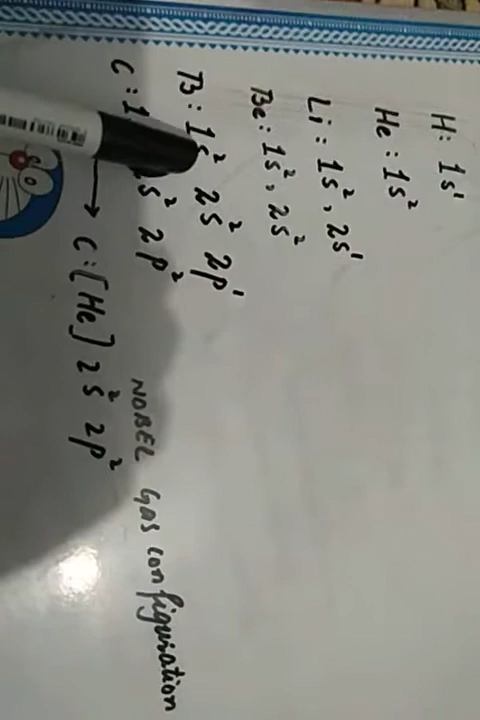 H: 1s¹
He: 1s²
Li: 1s², 2s¹
Be: 1s², 2s²
B: 1s² 2s² 2p¹
C: 1 2s² 2p²
→ C: [He] 2s² 2p²
NOBEL Gas configuration